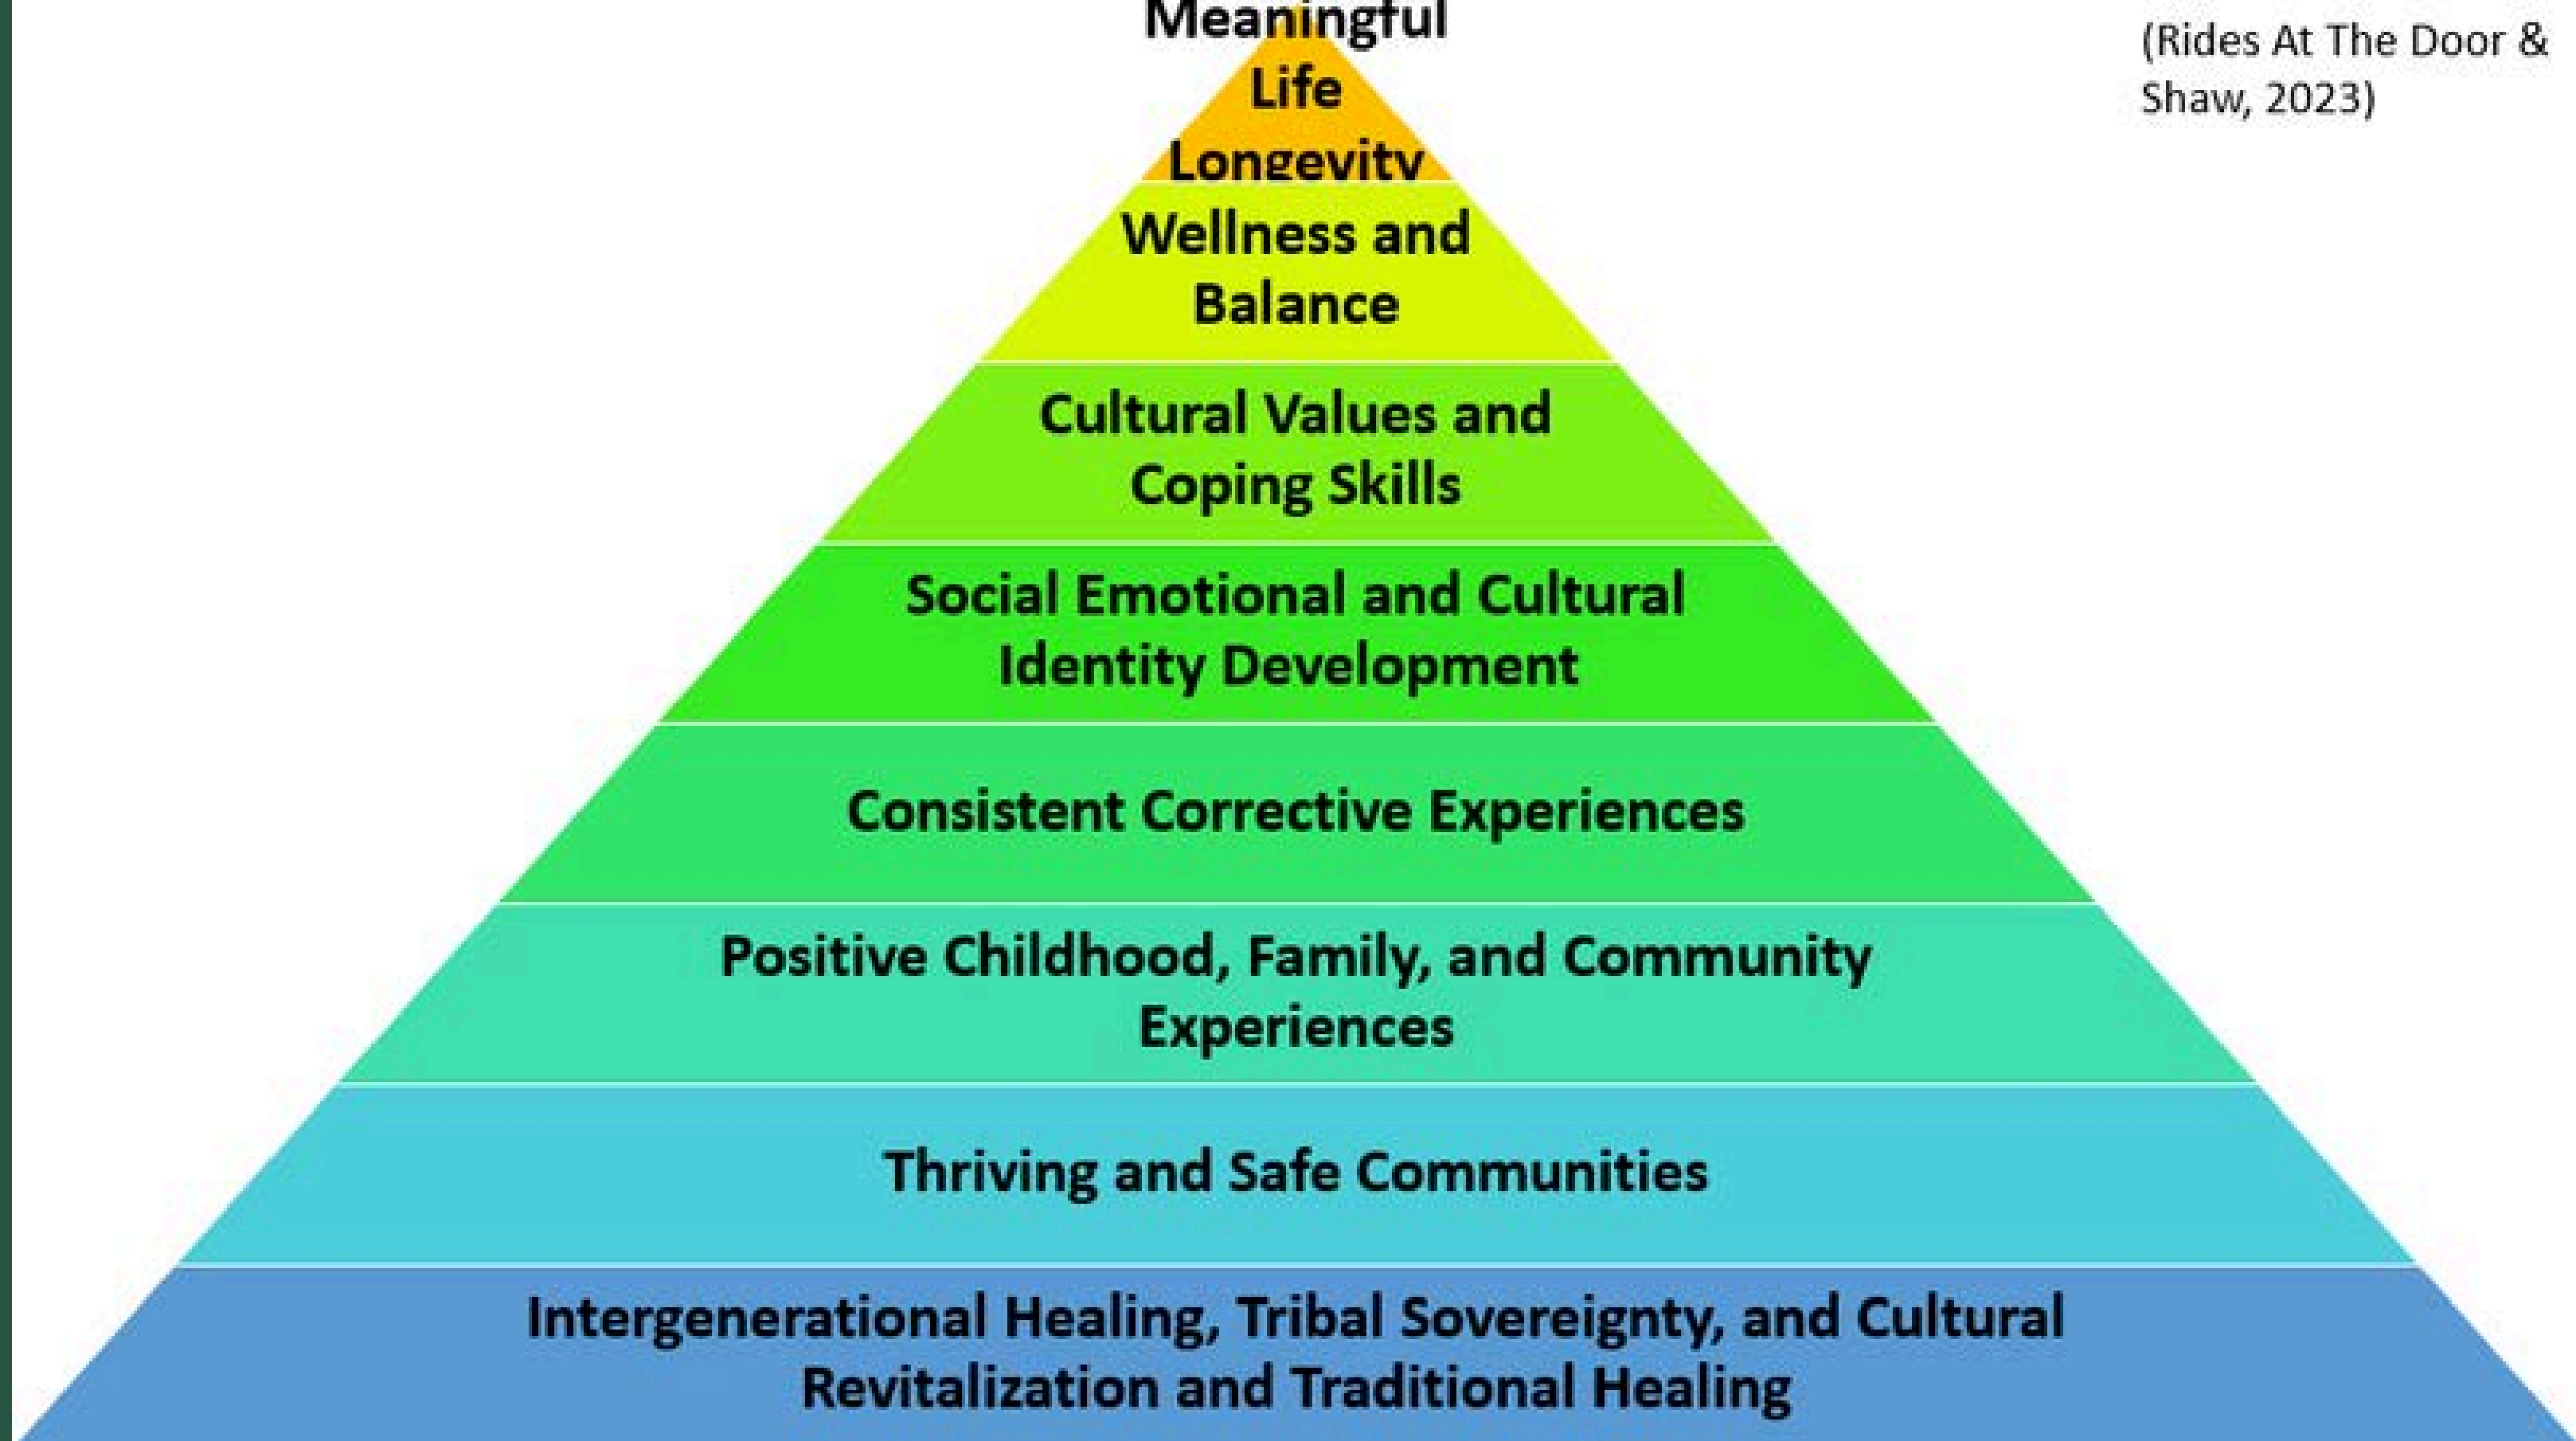 Meaningful
Life
Longevity
(Rides At The Door &
Shaw, 2023)
Wellness and
Balance
Cultural Values and
Coping Skills
Social Emotional and Cultural
Identity Development
Consistent Corrective Experiences
Positive Childhood, Family, and Community
Experiences
Thriving and Safe Communities
Intergenerational Healing, Tribal Sovereignty, and Cultural
Revitalization and Traditional Healing